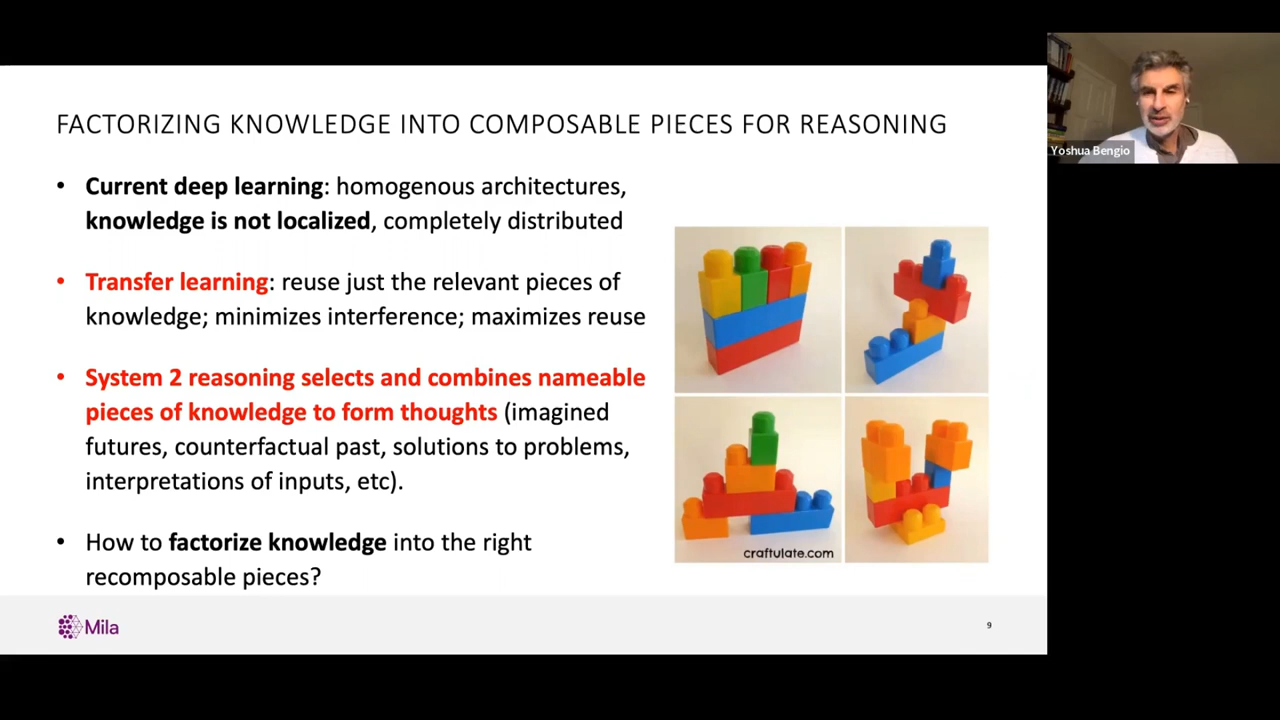 FACTORIZING KNOWLEDGE INTO COMPOSABLE PIECES FOR REASONING
• Current deep learning: homogenous architectures,
knowledge is not localized, completely distributed
• Transfer learning: reuse just the relevant pieces of
knowledge; minimizes interference; maximizes reuse
• System 2 reasoning selects and combines nameable
pieces of knowledge to form thoughts (imagined
futures, counterfactual past, solutions to problems,
interpretations of inputs, etc).
• How to factorize knowledge into the right
recomposable pieces?
craftulate.com
Mila
9
Yoshua Bengio